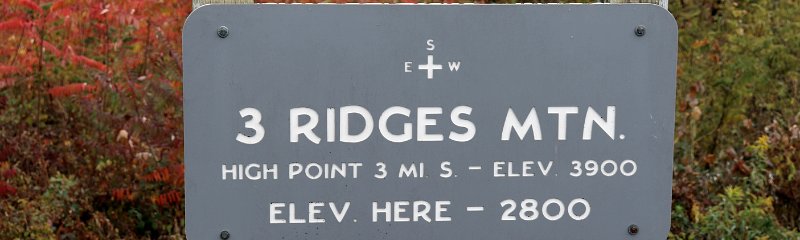 S
E W
3 RIDGES MTN.
HIGH POINT 3 MI. S. - ELEV. 3900
ELEV. HERE - 2800